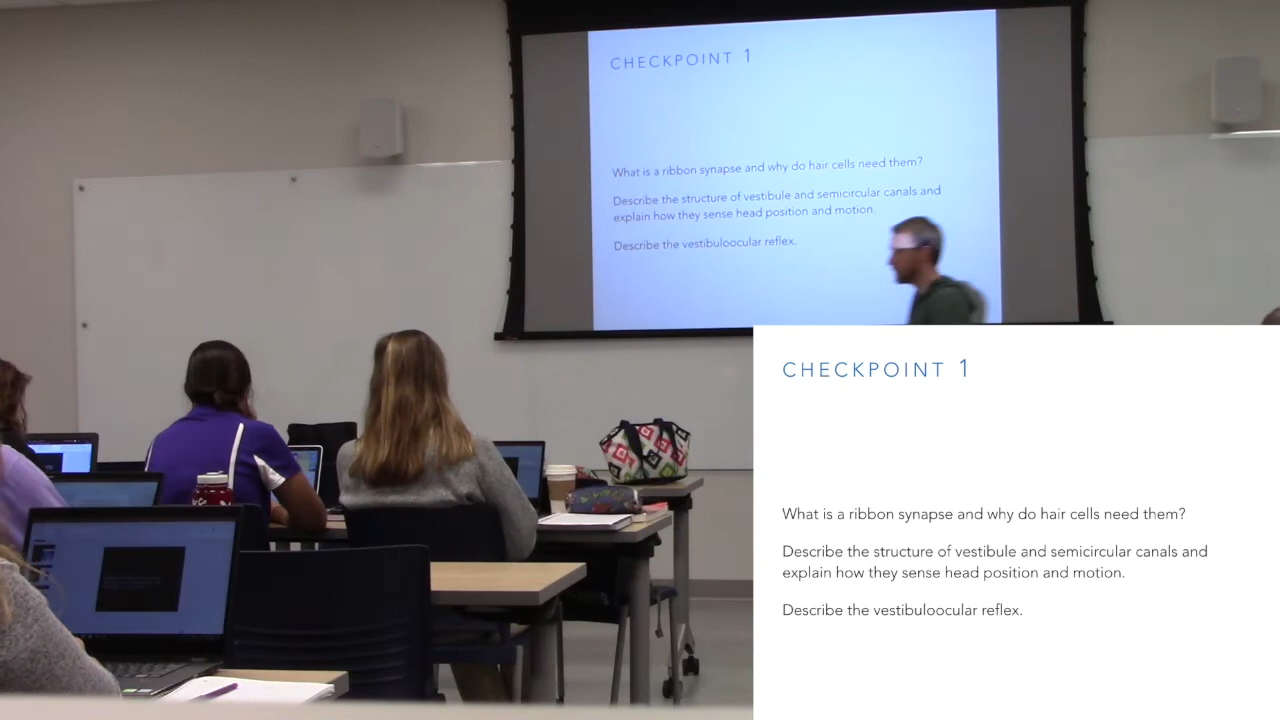 CHECKPOINT 1
What is a ribbon synapse and why do hair cells need them?
Describe the structure of vestibule and semicircular canals and
explain how they sense head position and motion.
Describe the vestibuloocular reflex.
CHECKPOINT 1
What is a ribbon synapse and why do hair cells need them?
Describe the structure of vestibule and semicircular canals and
explain how they sense head position and motion.
Describe the vestibuloocular reflex.